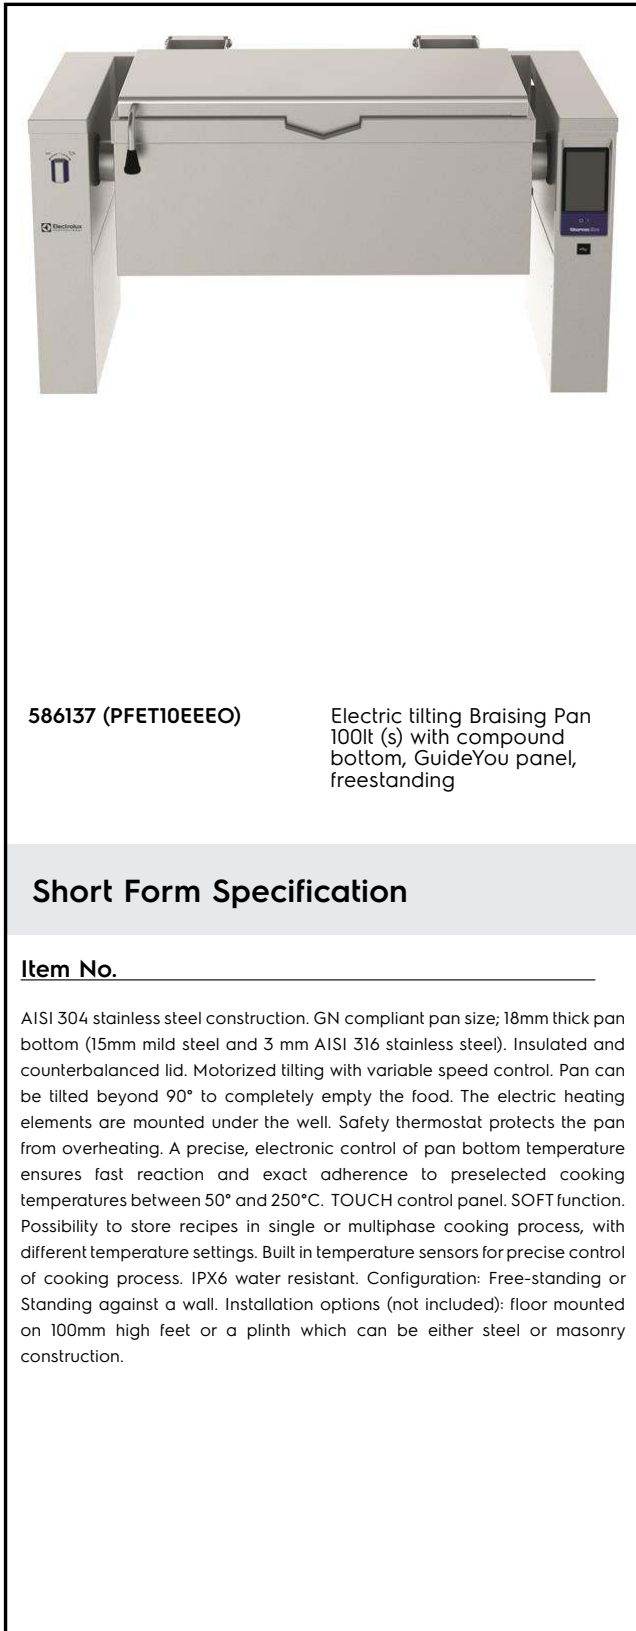 Electrolux
586137 (PFET10EEEO)
Electric tilting Braising Pan
100lt (s) with compound
bottom, GuideYou panel,
freestanding
Short Form Specification
Item No.
AISI 304 stainless steel construction. GN compliant pan size; 18mm thick pan
bottom (15mm mild steel and 3 mm AISI 316 stainless steel). Insulated and
counterbalanced lid. Motorized tilting with variable speed control. Pan can
be tilted beyond 90° to completely empty the food. The electric heating
elements are mounted under the well. Safety thermostat protects the pan
from overheating. A precise, electronic control of pan bottom temperature
ensures fast reaction and exact adherence to preselected cooking
temperatures between 50° and 250°C. TOUCH control panel. SOFT function.
Possibility to store recipes in single or multiphase cooking process, with
different temperature settings. Built in temperature sensors for precise control
of cooking process. IPX6 water resistant. Configuration: Free-standing or
Standing against a wall. Installation options (not included): floor mounted
on 100mm high feet or a plinth which can be either steel or masonry
construction.